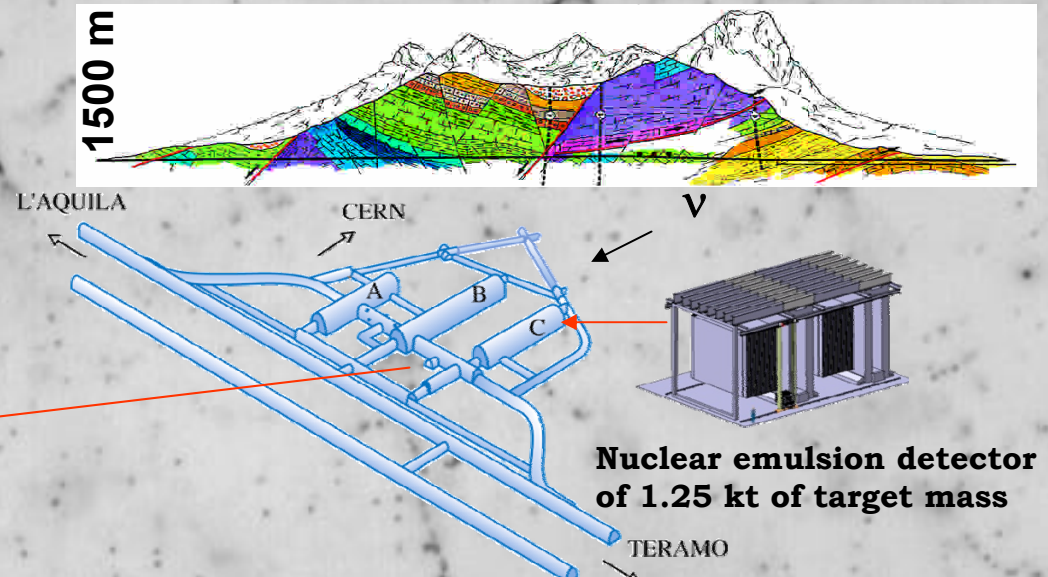 1500 m
L'AQUILA
CERN
ν
A
B
C
Nuclear emulsion detector
of 1.25 kt of target mass
TERAMO